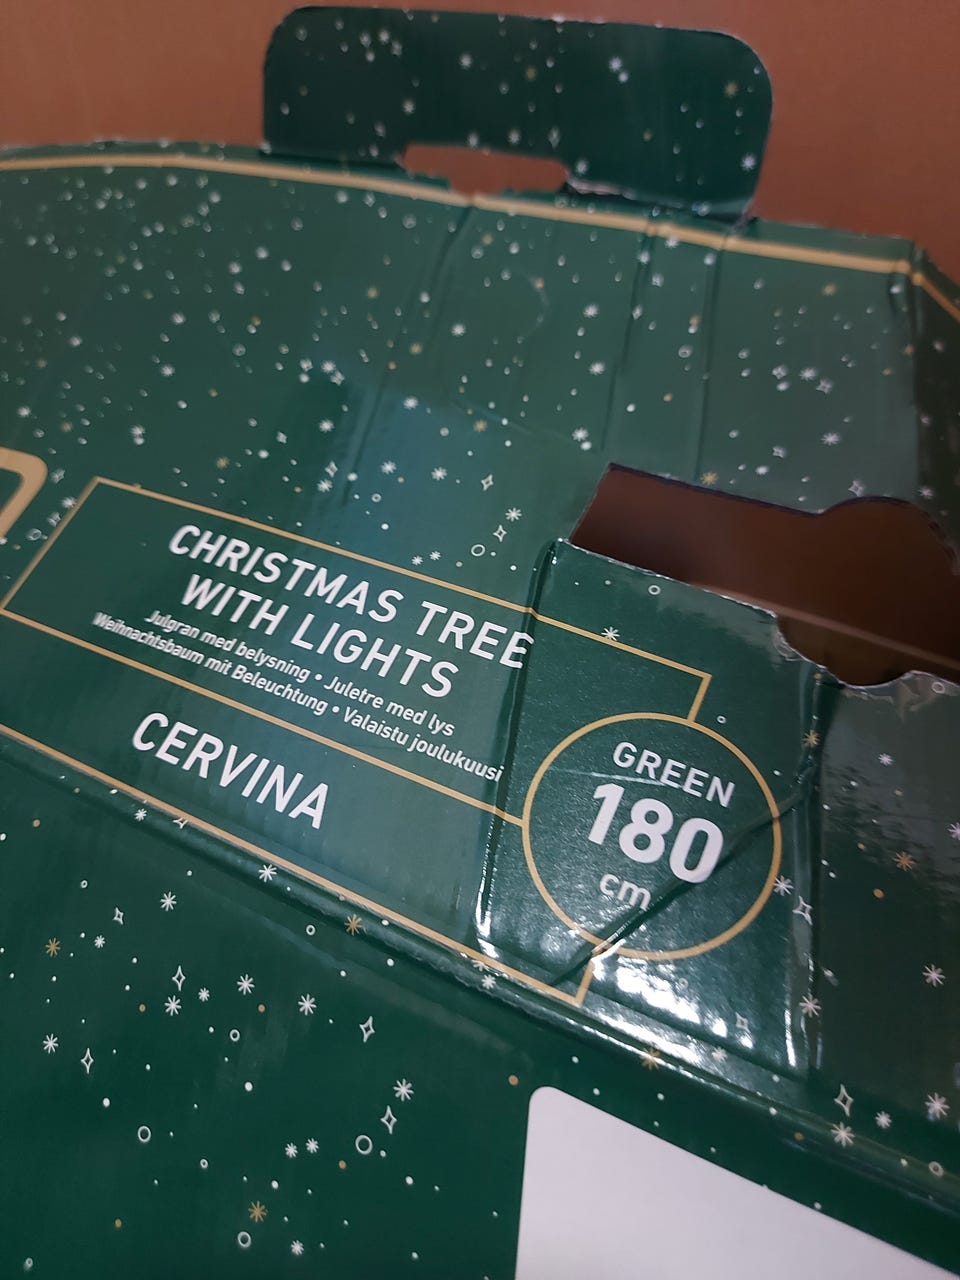 CHRISTMAS TREE
WITH LIGHTS
Julgran med belysning • Juletre med lys
Weihnachtsbaum mit Beleuchtung • Valaistu joulukuusi
CERVINA
GREEN
180
cm